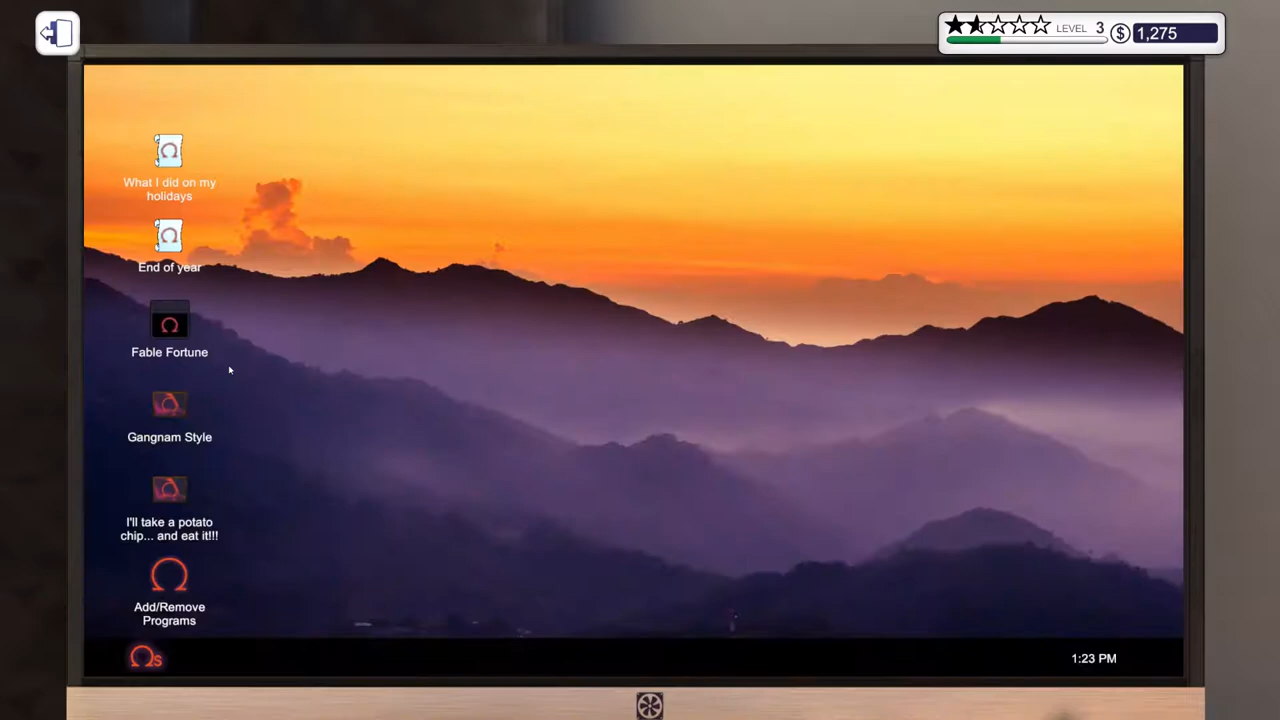 LEVEL 3
$ 1,275
What I did on my
holidays
End of year
Fable Fortune
Gangnam Style
I'll take a potato
chip... and eat it!!!
Add/Remove
Programs
Ωs
1:23 PM